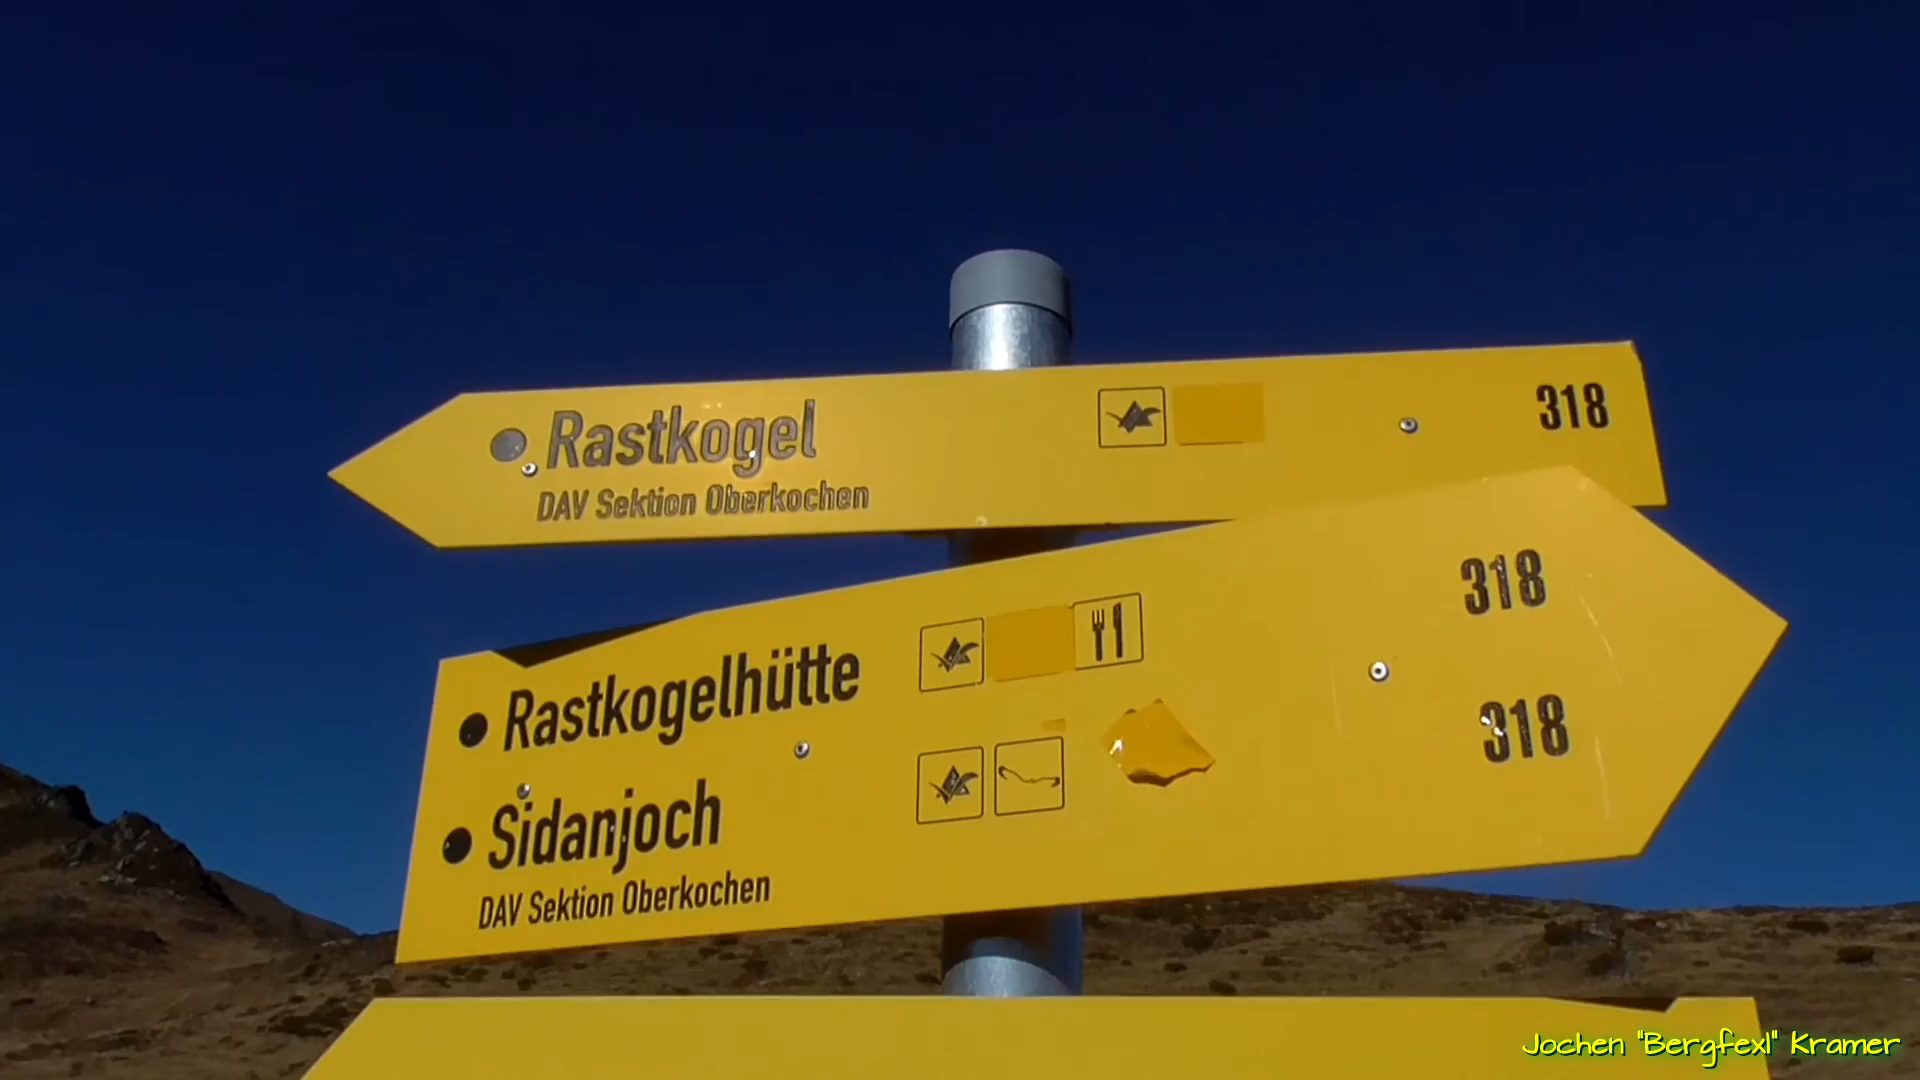 Rastkogel 318
DAV Sektion Oberkochen
Rastkogelhütte 318
Sidanjoch 318
DAV Sektion Oberkochen
Jochen "Bergfexl" Kramer